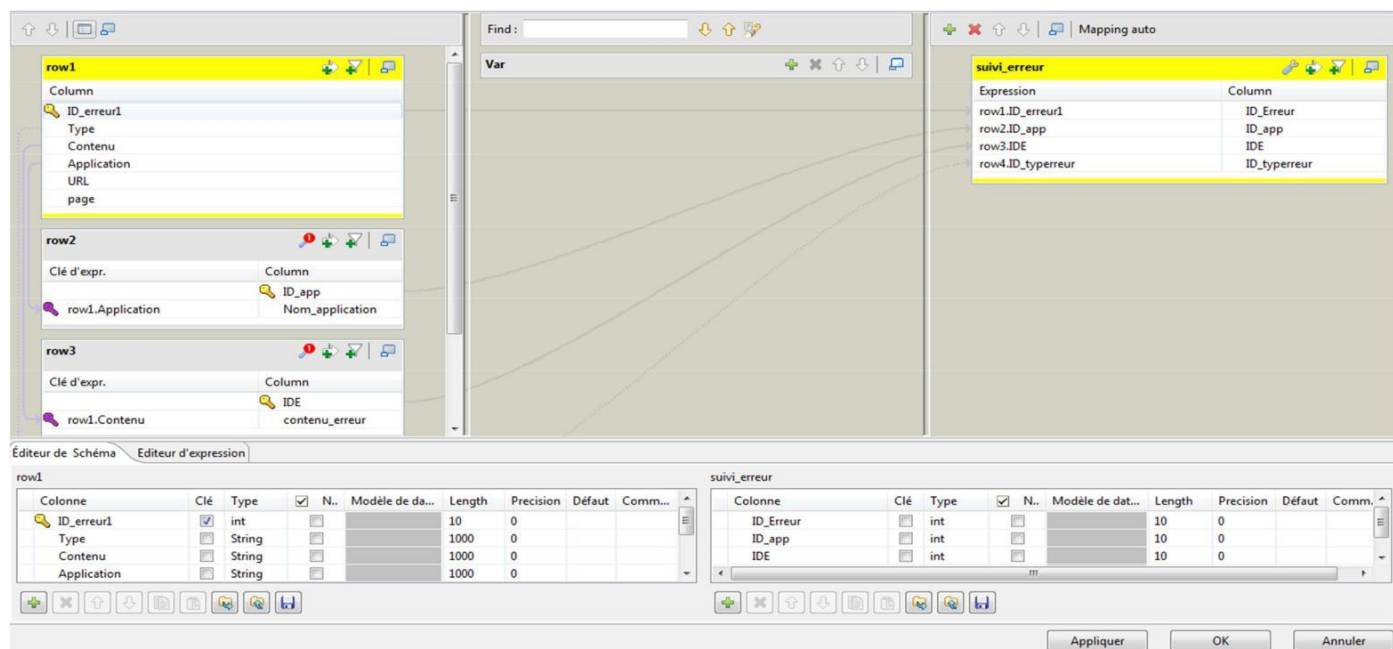 Find :
Mapping auto
row1
Column
ID_erreur1
Type
Contenu
Application
URL
page
row2
Clé d'expr. Column
ID_app
row1.Application Nom_application
row3
Clé d'expr. Column
IDE
row1.Contenu contenu_erreur
Var
suivi_erreur
Expression Column
row1.ID_erreur1 ID_Erreur
row2.ID_app ID_app
row3.IDE IDE
row4.ID_typerreur ID_typerreur
Éditeur de Schéma Editeur d'expression
row1
Colonne Clé Type N.. Modèle de da... Length Precision Défaut Comm...
ID_erreur1 int 10 0
Type String 1000 0
Contenu String 1000 0
Application String 1000 0
suivi_erreur
Colonne Clé Type N.. Modèle de dat... Length Precision Défaut Comm.
ID_Erreur int 10 0
ID_app int 10 0
IDE int 10 0
Appliquer OK Annuler